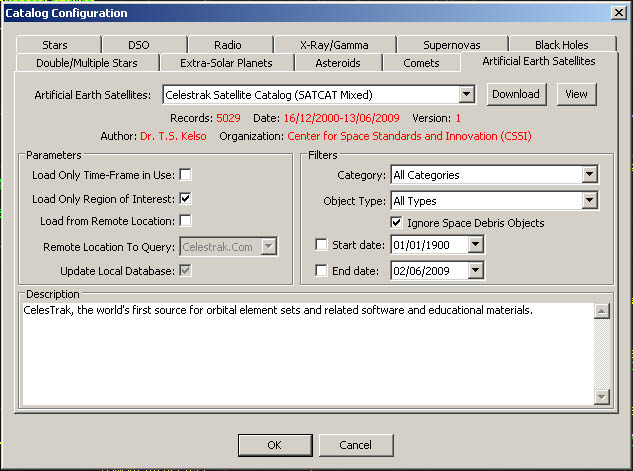 Catalog Configuration
Stars DSO Radio X-Ray/Gamma Supernovas Black Holes
Double/Multiple Stars Extra-Solar Planets Asteroids Comets Artificial Earth Satellites
Artificial Earth Satellites: Celestrak Satellite Catalog (SATCAT Mixed) Download View
Records: 5029 Date: 16/12/2000-13/06/2009 Version: 1
Author: Dr. T.S. Kelso Organization: Center for Space Standards and Innovation (CSSI)
Parameters
Load Only Time-Frame in Use:
Load Only Region of Interest:
Load from Remote Location:
Remote Location To Query: Celestrak.Com
Update Local Database:
Filters
Category: All Categories
Object Type: All Types
Ignore Space Debris Objects
Start date: 01/01/1900
End date: 02/06/2009
Description
CelesTrak, the world's first source for orbital element sets and related software and educational materials.
OK Cancel